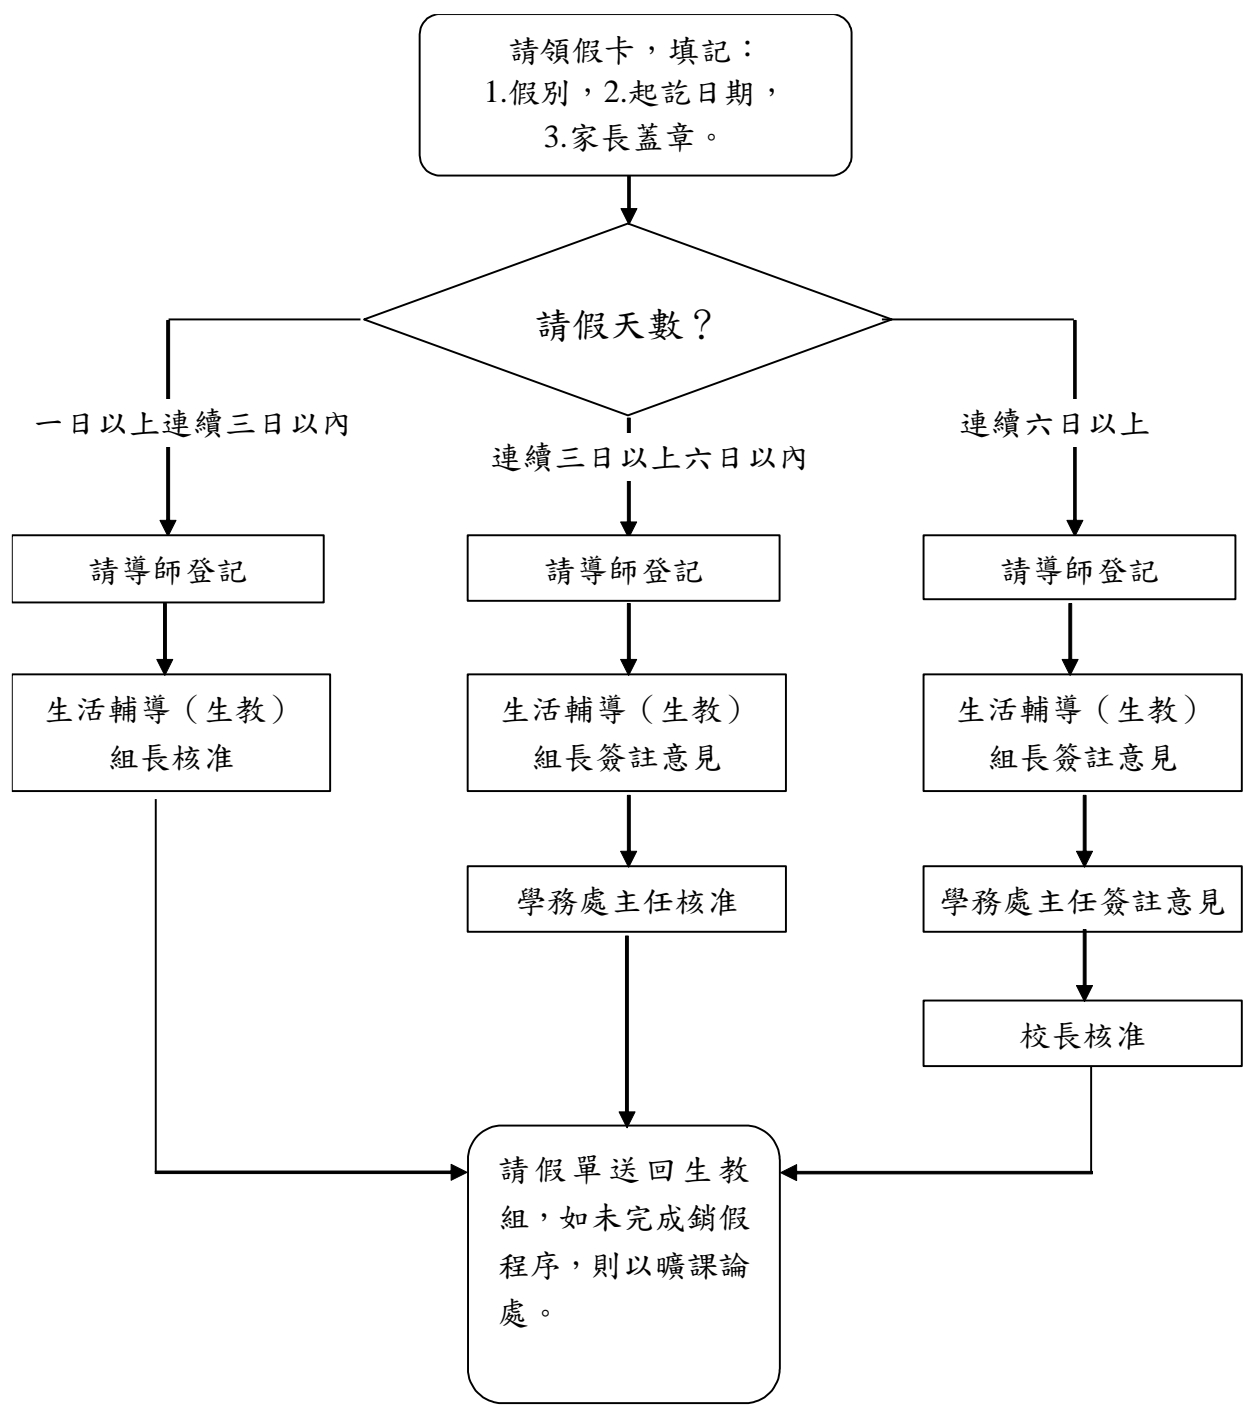 請領假卡，填記：
1.假別，2.起訖日期，
3.家長蓋章。
請假天數？
一日以上連續三日以內
連續三日以上六日以內
連續六日以上
請導師登記
請導師登記
請導師登記
生活輔導（生教）
組長核准
生活輔導（生教）
組長簽註意見
生活輔導（生教）
組長簽註意見
學務處主任核准
學務處主任簽註意見
校長核准
請假單送回生教
組，如未完成銷假
程序，則以曠課論
處。